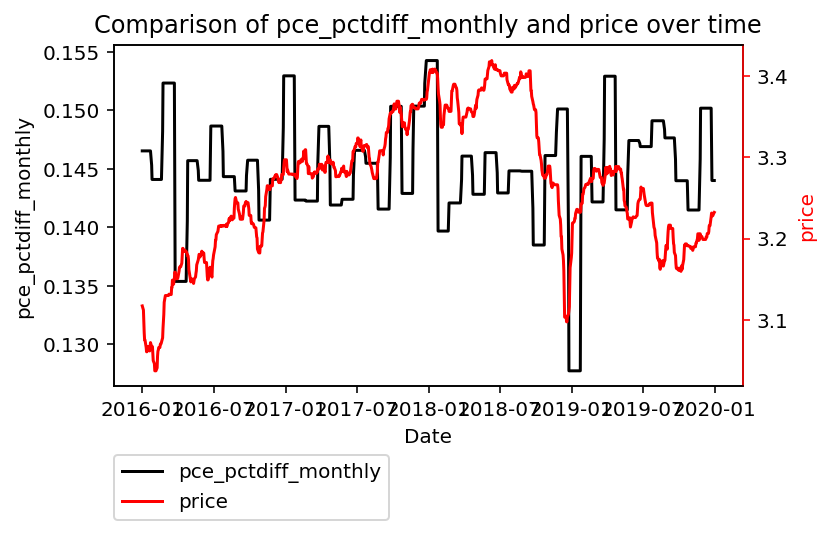 Comparison of pce_pctdiff_monthly and price over time
pce_pctdiff_monthly
0.155
0.150
0.145
0.140
0.135
0.130
3.4
3.3
3.2
3.1
price
2016-01 2016-07 2017-01 2017-07 2018-01 2018-07 2019-01 2019-07 2020-01
Date
pce_pctdiff_monthly
price